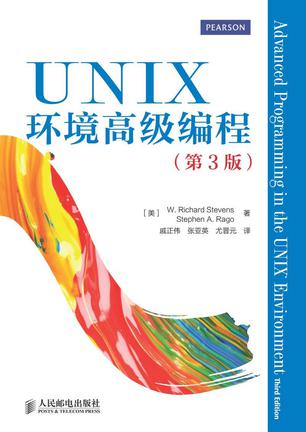 PEARSON
UNIX
环境高级编程
（第3版）
[美] W. Richard Stevens 著
Stephen A. Rago
戚正伟 张亚英 尤晋元 译
Advanced Programming in the UNIX Environment Third Edition
人民邮电出版社
POSTS & TELECOM PRESS